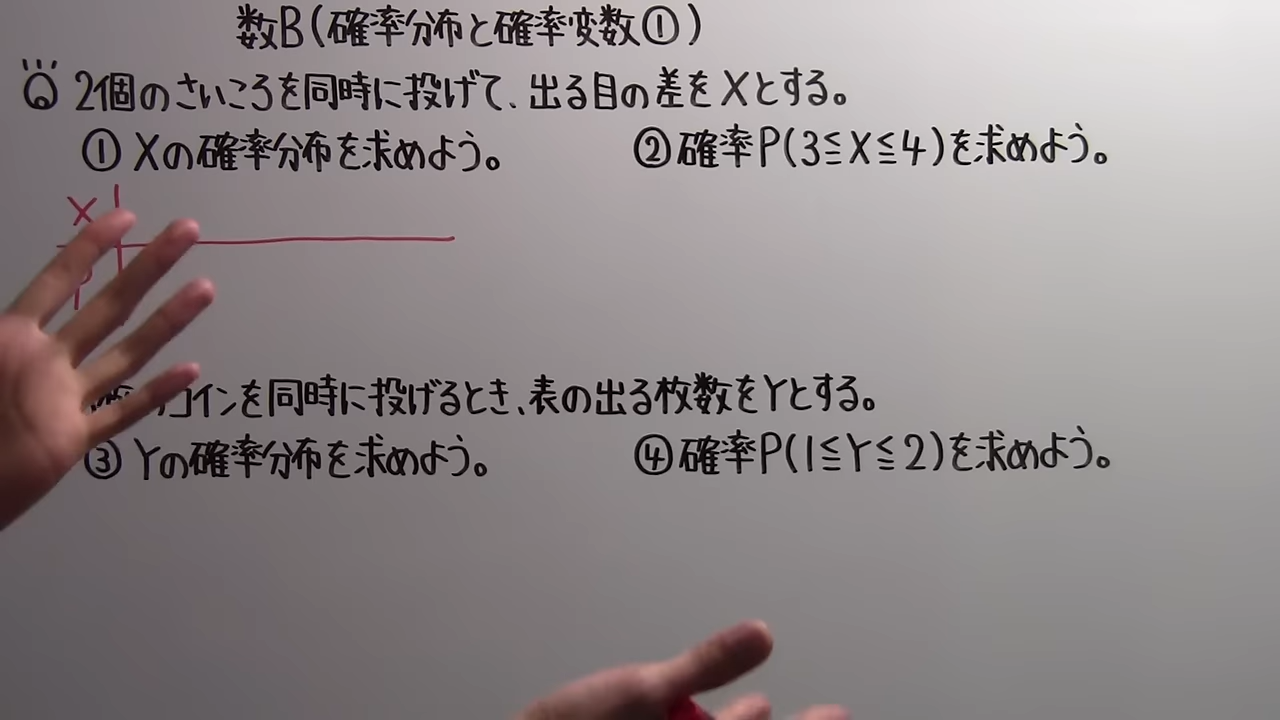 数B(確率分布と確率変数①)
Q 2個のさいころを同時に投げて、出る目の差をXとする。
① Xの確率分布を求めよう。 ② 確率P(3≦X≦4)を求めよう。
X
P
コインを同時に投げるとき、表の出る枚数をYとする。
③ Yの確率分布を求めよう。 ④ 確率P(1≦Y≦2)を求めよう。